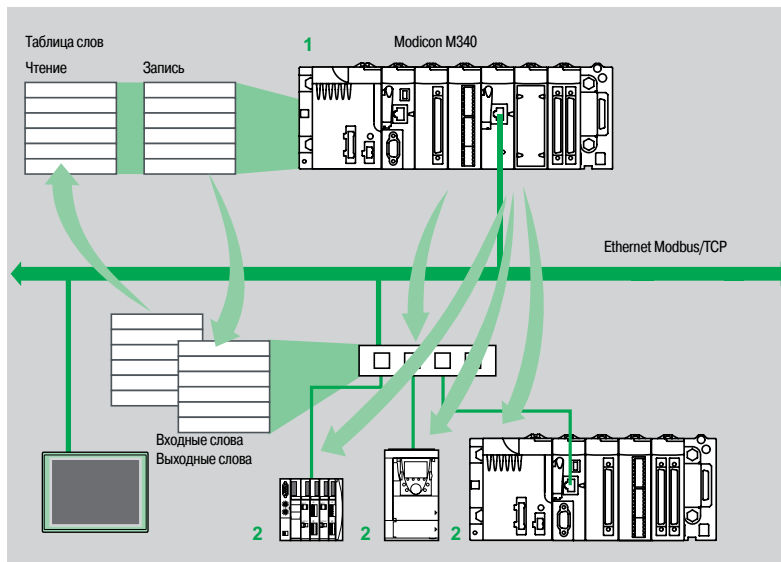 Таблица слов
1
Modicon M340
Чтение
Запись
Ethernet Modbus/TCP
Входные слова
Выходные слова
2
2
2